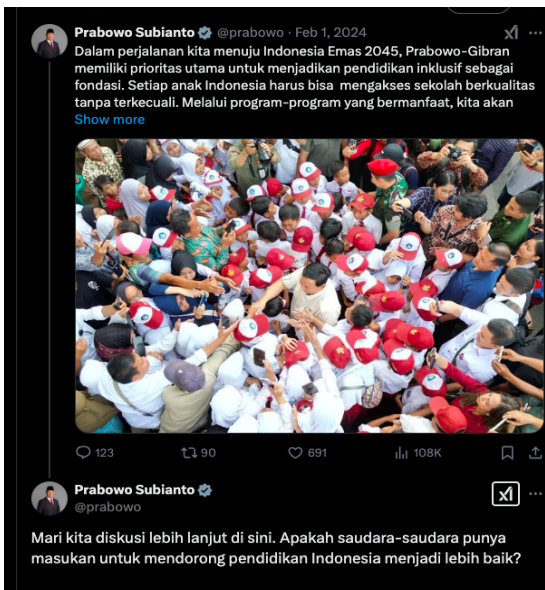 Prabowo Subianto @prabowo · Feb 1, 2024
Dalam perjalanan kita menuju Indonesia Emas 2045, Prabowo-Gibran
memiliki prioritas utama untuk menjadikan pendidikan inklusif sebagai
fondasi. Setiap anak Indonesia harus bisa mengakses sekolah berkualitas
tanpa terkecuali. Melalui program-program yang bermanfaat, kita akan
Show more
123 90 691 108K
Prabowo Subianto
@prabowo
Mari kita diskusi lebih lanjut di sini. Apakah saudara-saudara punya
masukan untuk mendorong pendidikan Indonesia menjadi lebih baik?